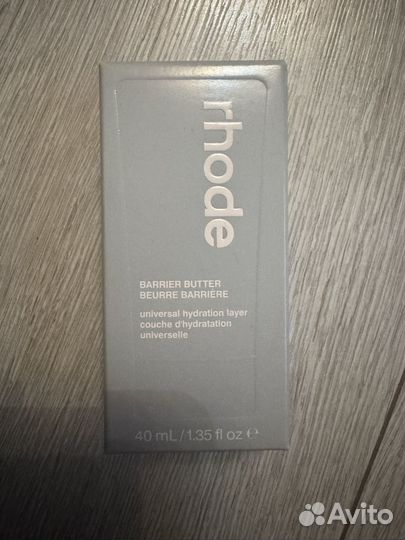 rhode
BARRIER BUTTER
BEURRE BARRIÈRE
universal hydration layer
couche d'hydratation
universelle
40 mL / 1.35 fl oz ℮
Avito